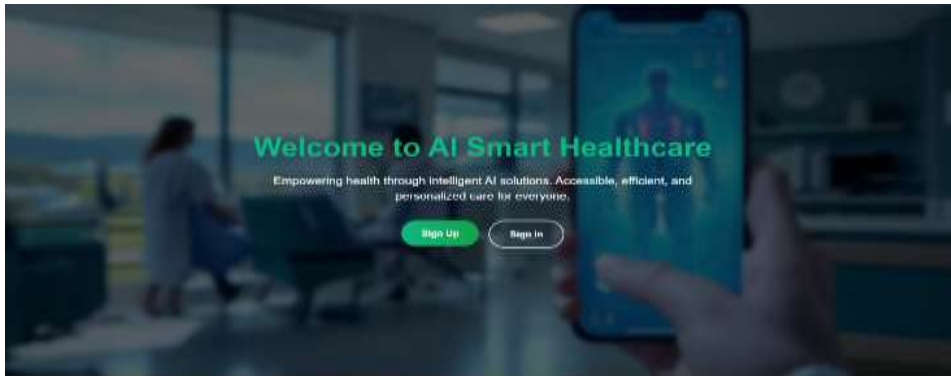 Welcome to AI Smart Healthcare
Empowering health through intelligent AI solutions. Accessible, efficient, and
personalized care for everyone.
Sign Up
Sign In